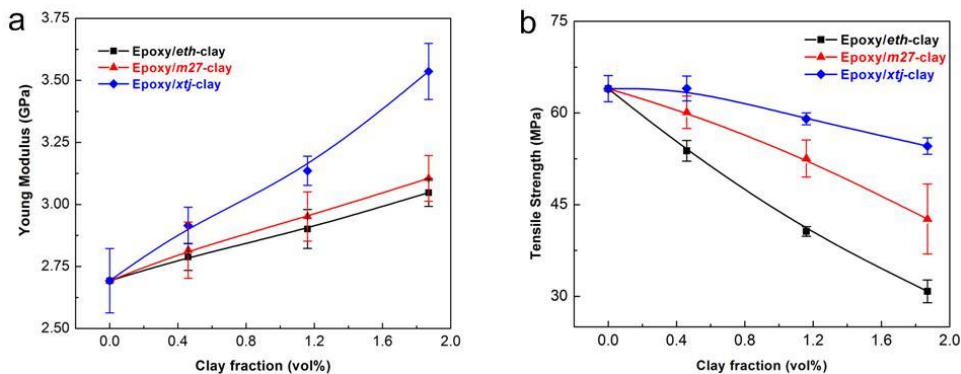 a
Epoxy/eth-clay
Epoxy/m27-clay
Epoxy/xtj-clay
Young Modulus (GPa)
3.75
3.50
3.25
3.00
2.75
2.50
0.0 0.4 0.8 1.2 1.6 2.0
Clay fraction (vol%)
b
Epoxy/eth-clay
Epoxy/m27-clay
Epoxy/xtj-clay
Tensile Strength (MPa)
75
60
45
30
0.0 0.4 0.8 1.2 1.6 2.0
Clay fraction (vol%)